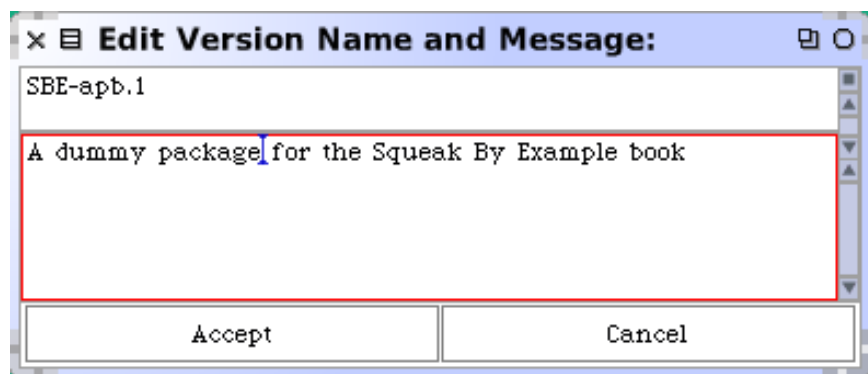 Edit Version Name and Message:
SBE-apb.1
A dummy package for the Squeak By Example book
Accept Cancel